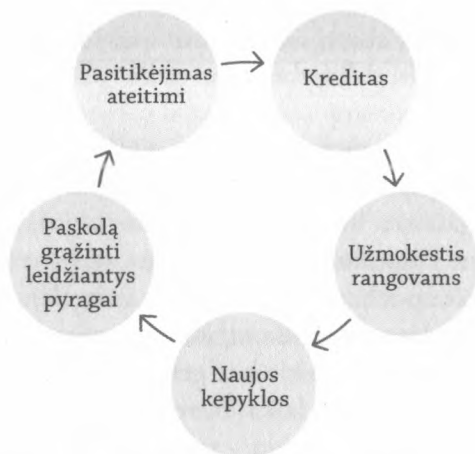 Pasitikėjimas
ateitimi
Kreditas
Užmokestis
rangovams
Naujos
kepyklos
Paskolą
grąžinti
leidžiantys
pyragai